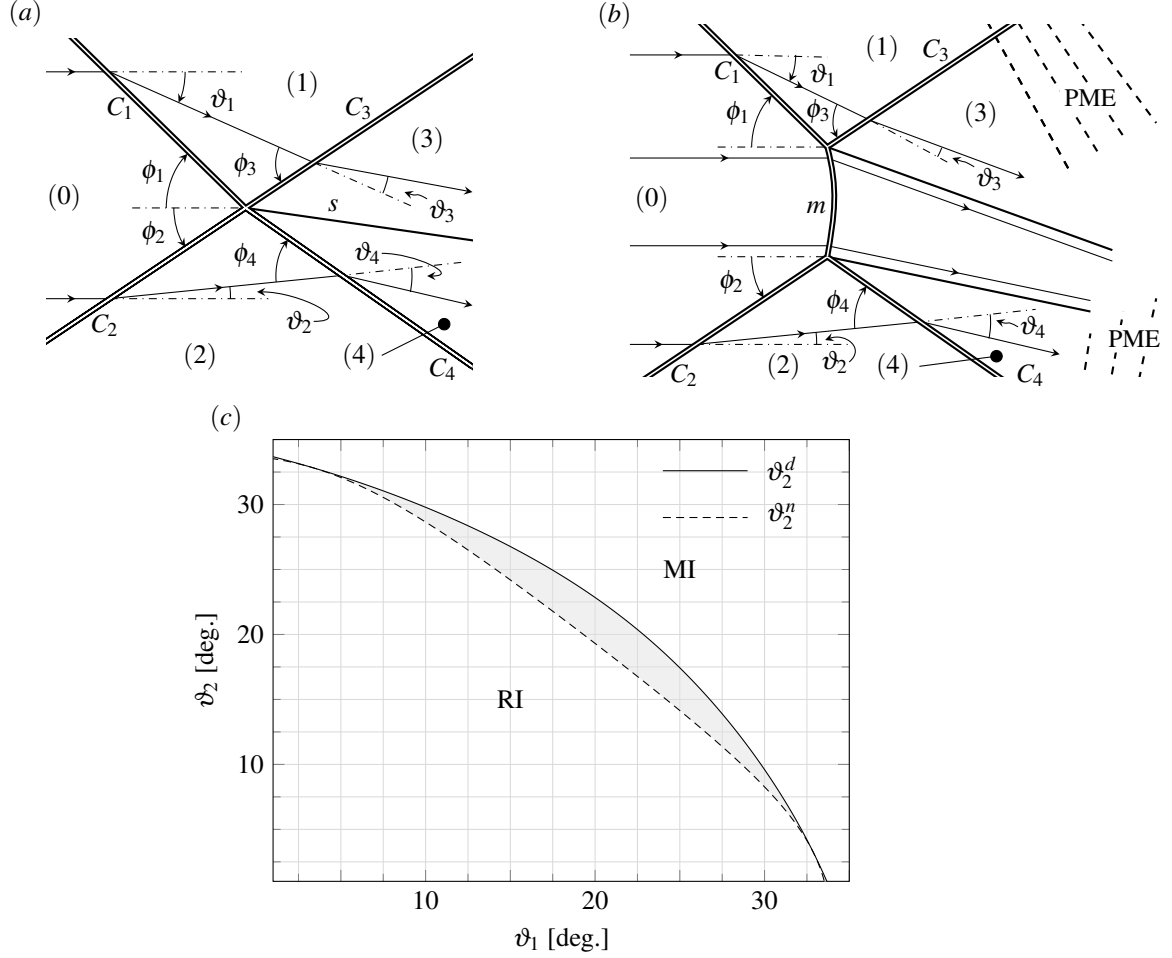 (a)
(1)
C₁
ϑ₁
C₃
(3)
ϕ₁
ϕ₃
(0)
s
ϑ₃
ϕ₂
ϕ₄
ϑ₄
C₂
ϑ₂
(2)
(4)
C₄
(b)
(1)
C₁
ϑ₁
C₃
PME
ϕ₁
ϕ₃
(3)
ϑ₃
(0)
m
ϕ₂
ϕ₄
ϑ₄
PME
C₂
(2)
ϑ₂
(4)
C₄
(c)
ϑ₂ᵈ
ϑ₂ⁿ
30
20
10
MI
RI
ϑ₂ [deg.]
10 20 30
ϑ₁ [deg.]